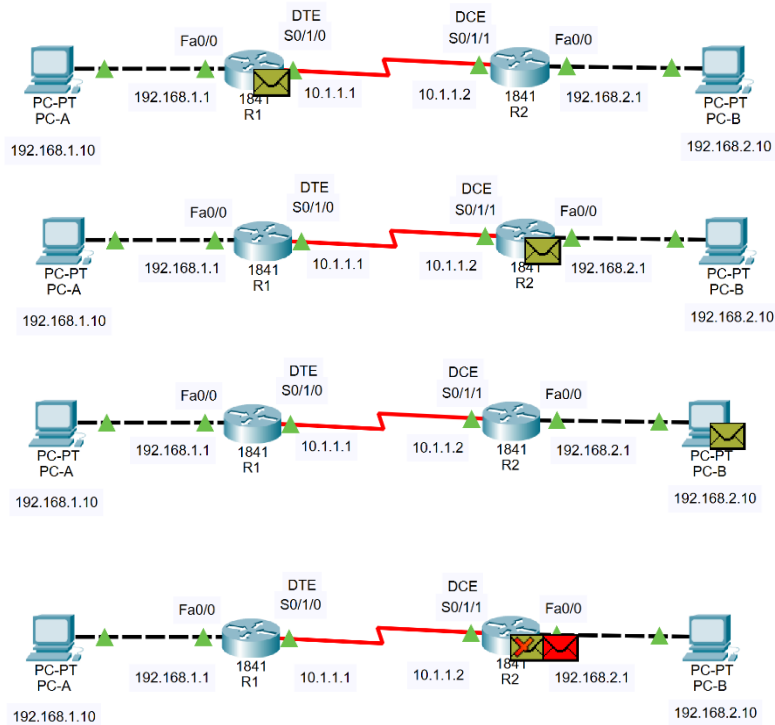 DTE
DCE
Fa0/0
S0/1/0
S0/1/1
Fa0/0
192.168.1.1
1841
R1
10.1.1.1
10.1.1.2
1841
R2
192.168.2.1
PC-PT
PC-A
PC-PT
PC-B
192.168.1.10
192.168.2.10
DTE
DCE
Fa0/0
S0/1/0
S0/1/1
Fa0/0
192.168.1.1
1841
R1
10.1.1.1
10.1.1.2
1841
R2
192.168.2.1
PC-PT
PC-A
PC-PT
PC-B
192.168.1.10
192.168.2.10
DTE
DCE
Fa0/0
S0/1/0
S0/1/1
Fa0/0
192.168.1.1
1841
R1
10.1.1.1
10.1.1.2
1841
R2
192.168.2.1
PC-PT
PC-A
PC-PT
PC-B
192.168.1.10
192.168.2.10
DTE
DCE
Fa0/0
S0/1/0
S0/1/1
Fa0/0
192.168.1.1
1841
R1
10.1.1.1
10.1.1.2
1841
R2
192.168.2.1
PC-PT
PC-A
PC-PT
PC-B
192.168.1.10
192.168.2.10